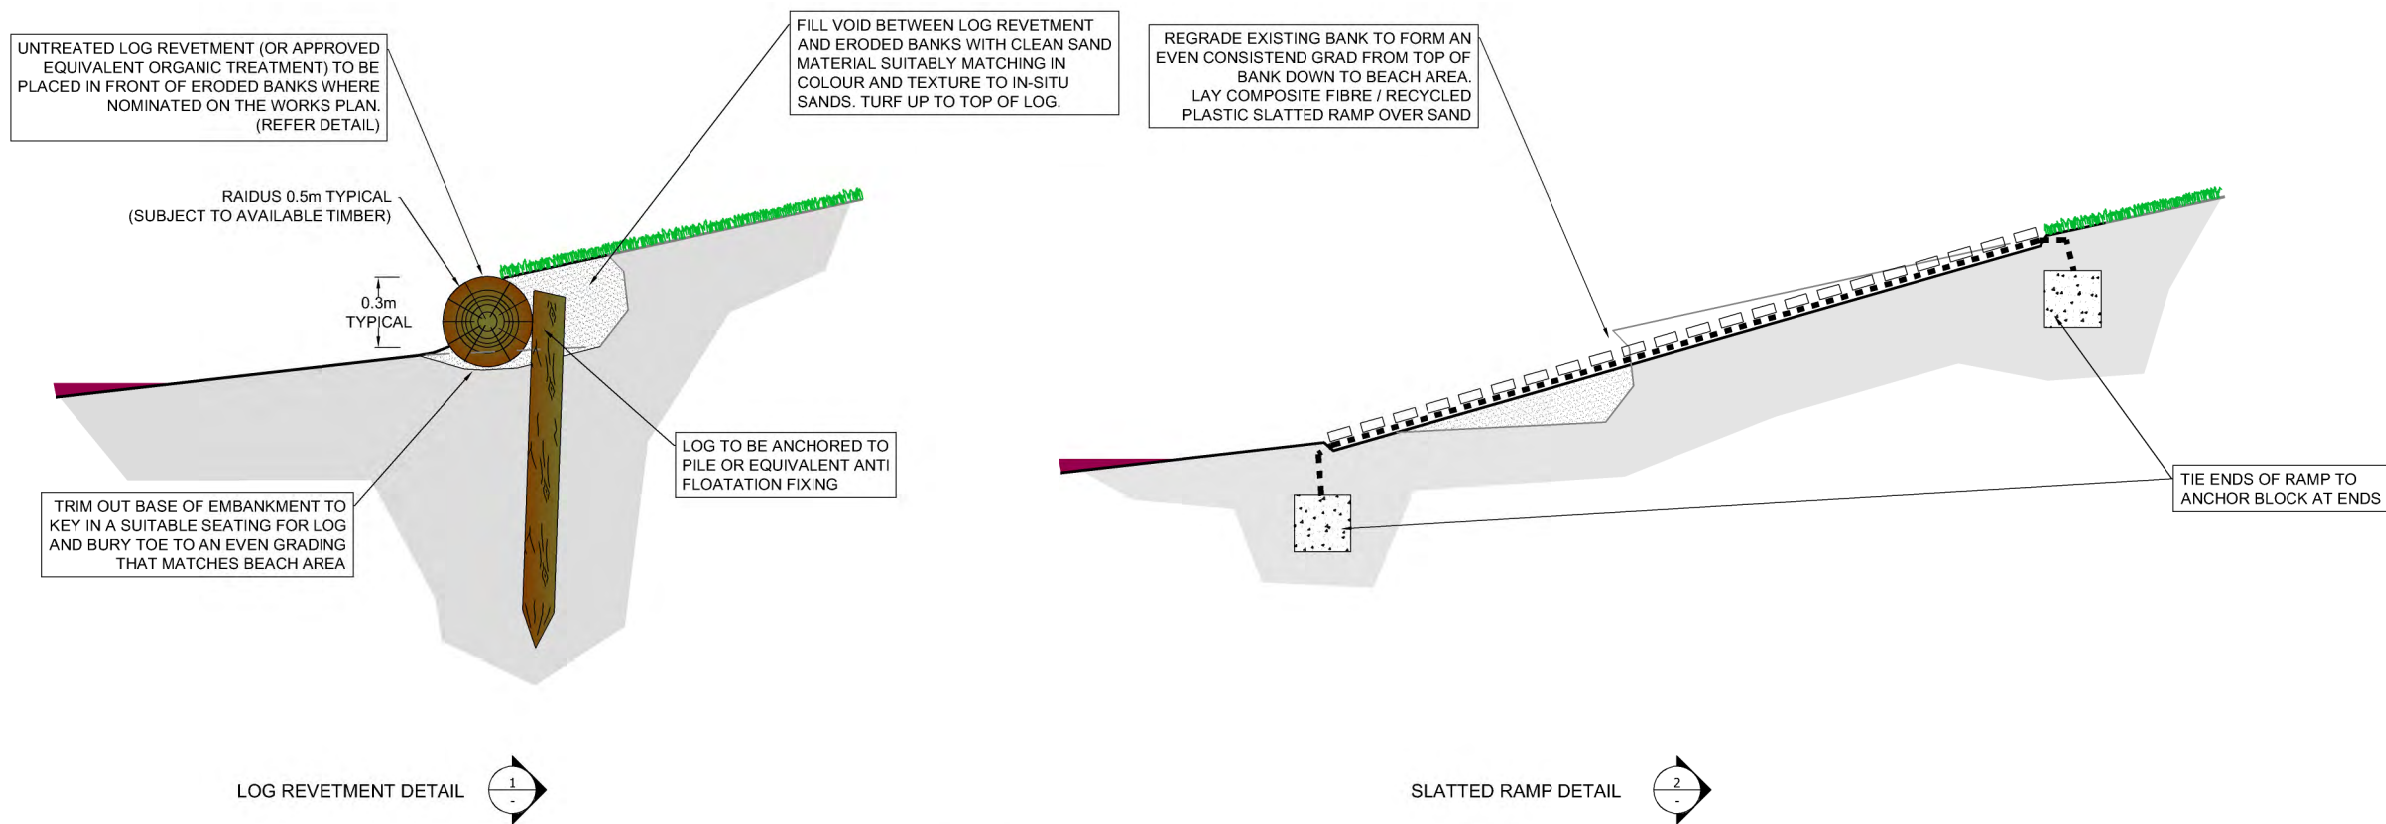 UNTREATED LOG REVETMENT (OR APPROVED
EQUIVALENT ORGANIC TREATMENT) TO BE
PLACED IN FRONT OF ERODED BANKS WHERE
NOMINATED ON THE WORKS PLAN.
(REFER DETAIL)
FILL VOID BETWEEN LOG REVETMENT
AND ERODED BANKS WITH CLEAN SAND
MATERIAL SUITABLY MATCHING IN
COLOUR AND TEXTURE TO IN-SITU
SANDS. TURF UP TO TOP OF LOG.
RAIDUS 0.5m TYPICAL
(SUBJECT TO AVAILABLE TIMBER)
0.3m
TYPICAL
LOG TO BE ANCHORED TO
PILE OR EQUIVALENT ANTI
FLOATATION FIXING
TRIM OUT BASE OF EMBANKMENT TO
KEY IN A SUITABLE SEATING FOR LOG
AND BURY TOE TO AN EVEN GRADING
THAT MATCHES BEACH AREA
LOG REVETMENT DETAIL
1
-
REGRADE EXISTING BANK TO FORM AN
EVEN CONSISTEND GRAD FROM TOP OF
BANK DOWN TO BEACH AREA.
LAY COMPOSITE FIBRE / RECYCLED
PLASTIC SLATTED RAMP OVER SAND
TIE ENDS OF RAMP TO
ANCHOR BLOCK AT ENDS
SLATTED RAMP DETAIL
2
-